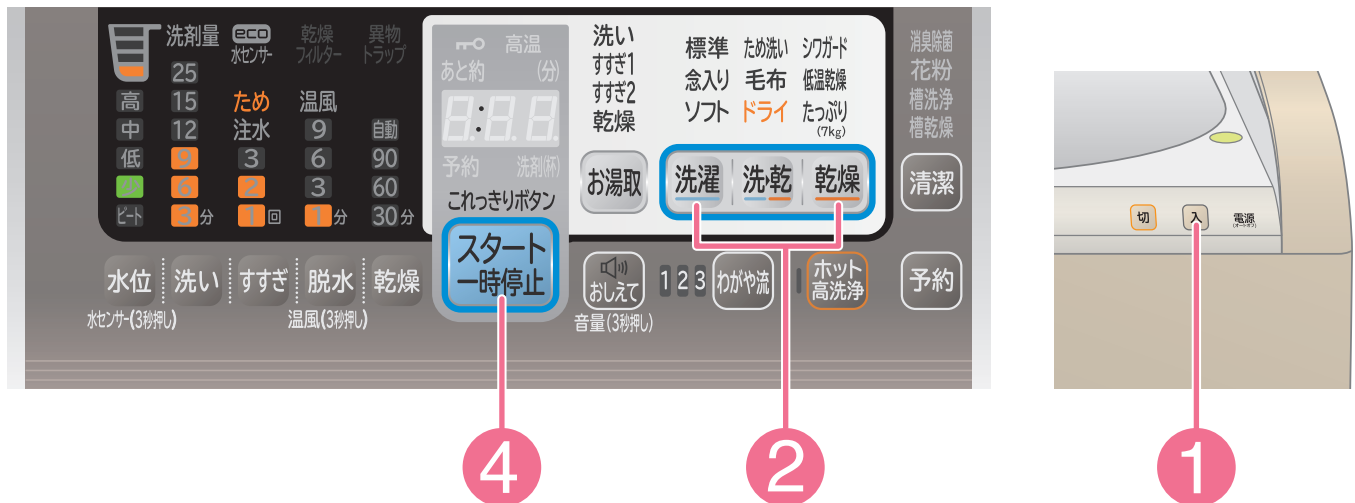 洗剤量
eco
水センサー
乾燥
フィルター
異物
トラップ
25
高
15
ため
温風
中
12
注水
9
自動
低
9
3
6
90
少
6
2
3
60
ビート
3分
1回
1分
30分
高温
あと約
(分)
8:8.8
予約
洗剤(杯)
これっきりボタン
スタート
一時停止
洗い
すすぎ1
すすぎ2
乾燥
標準
ため洗い
シワガード
念入り
毛布
低温乾燥
ソフト
ドライ
たっぷり
(7kg)
お湯取
洗濯
洗乾
乾燥
消臭除菌
花粉
槽洗浄
槽乾燥
清潔
水位
洗い
すすぎ
脱水
乾燥
水センサー(3秒押し)
温風(3秒押し)
おしえて
音量(3秒押し)
1 2 3
わがや流
ホット
高洗浄
予約
切
入
電源
(オートオフ)
4
2
1